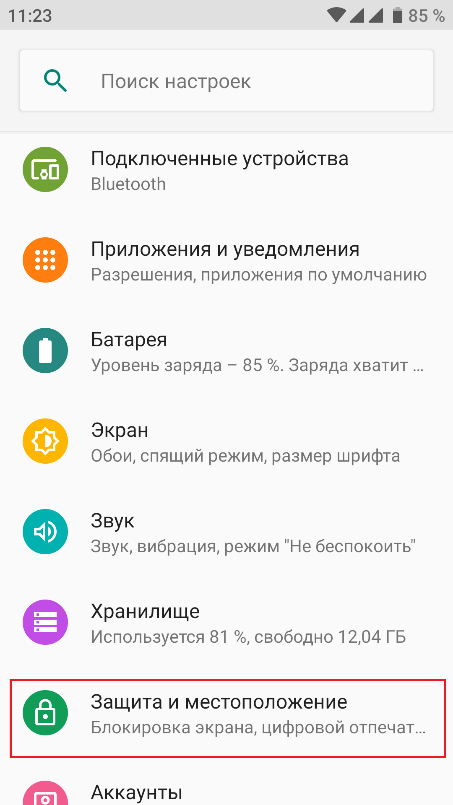 11:23
85 %
Поиск настроек
Подключенные устройства
Bluetooth
Приложения и уведомления
Разрешения, приложения по умолчанию
Батарея
Уровень заряда – 85 %. Заряда хватит ...
Экран
Обои, спящий режим, размер шрифта
Звук
Звук, вибрация, режим "Не беспокоить"
Хранилище
Используется 81 %, свободно 12,04 ГБ
Защита и местоположение
Блокировка экрана, цифровой отпечат...
Аккаунты